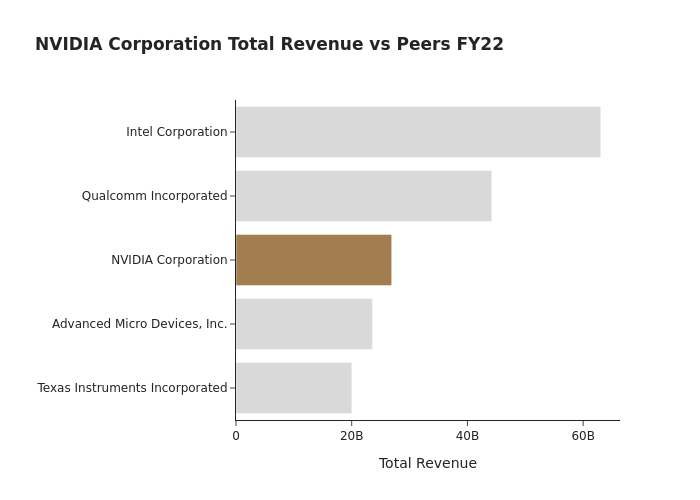 NVIDIA Corporation Total Revenue vs Peers FY22
Intel Corporation
Qualcomm Incorporated
NVIDIA Corporation
Advanced Micro Devices, Inc.
Texas Instruments Incorporated
0 20B 40B 60B
Total Revenue